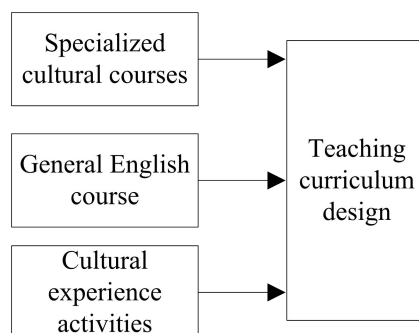 Specialized
cultural courses
General English
course
Cultural
experience
activities
Teaching
curriculum
design